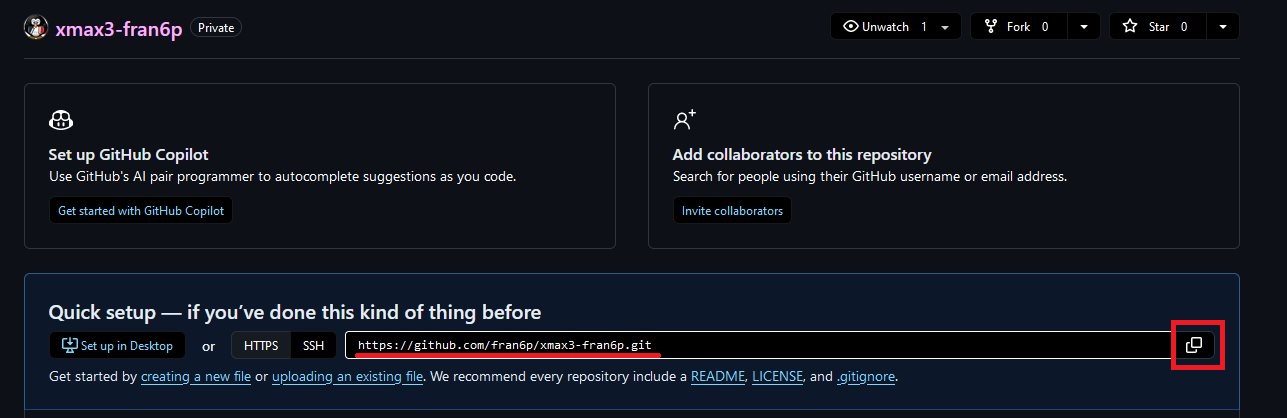 xmax3-fran6p Private Unwatch 1 Fork 0 Star 0
Set up GitHub Copilot
Use GitHub's AI pair programmer to autocomplete suggestions as you code.
Get started with GitHub Copilot
Add collaborators to this repository
Search for people using their GitHub username or email address.
Invite collaborators
Quick setup — if you’ve done this kind of thing before
Set up in Desktop or HTTPS SSH https://github.com/fran6p/xmax3-fran6p.git
Get started by creating a new file or uploading an existing file. We recommend every repository include a README, LICENSE, and .gitignore.